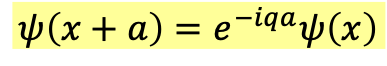 ψ(x + a) = e^{-iqa}ψ(x)